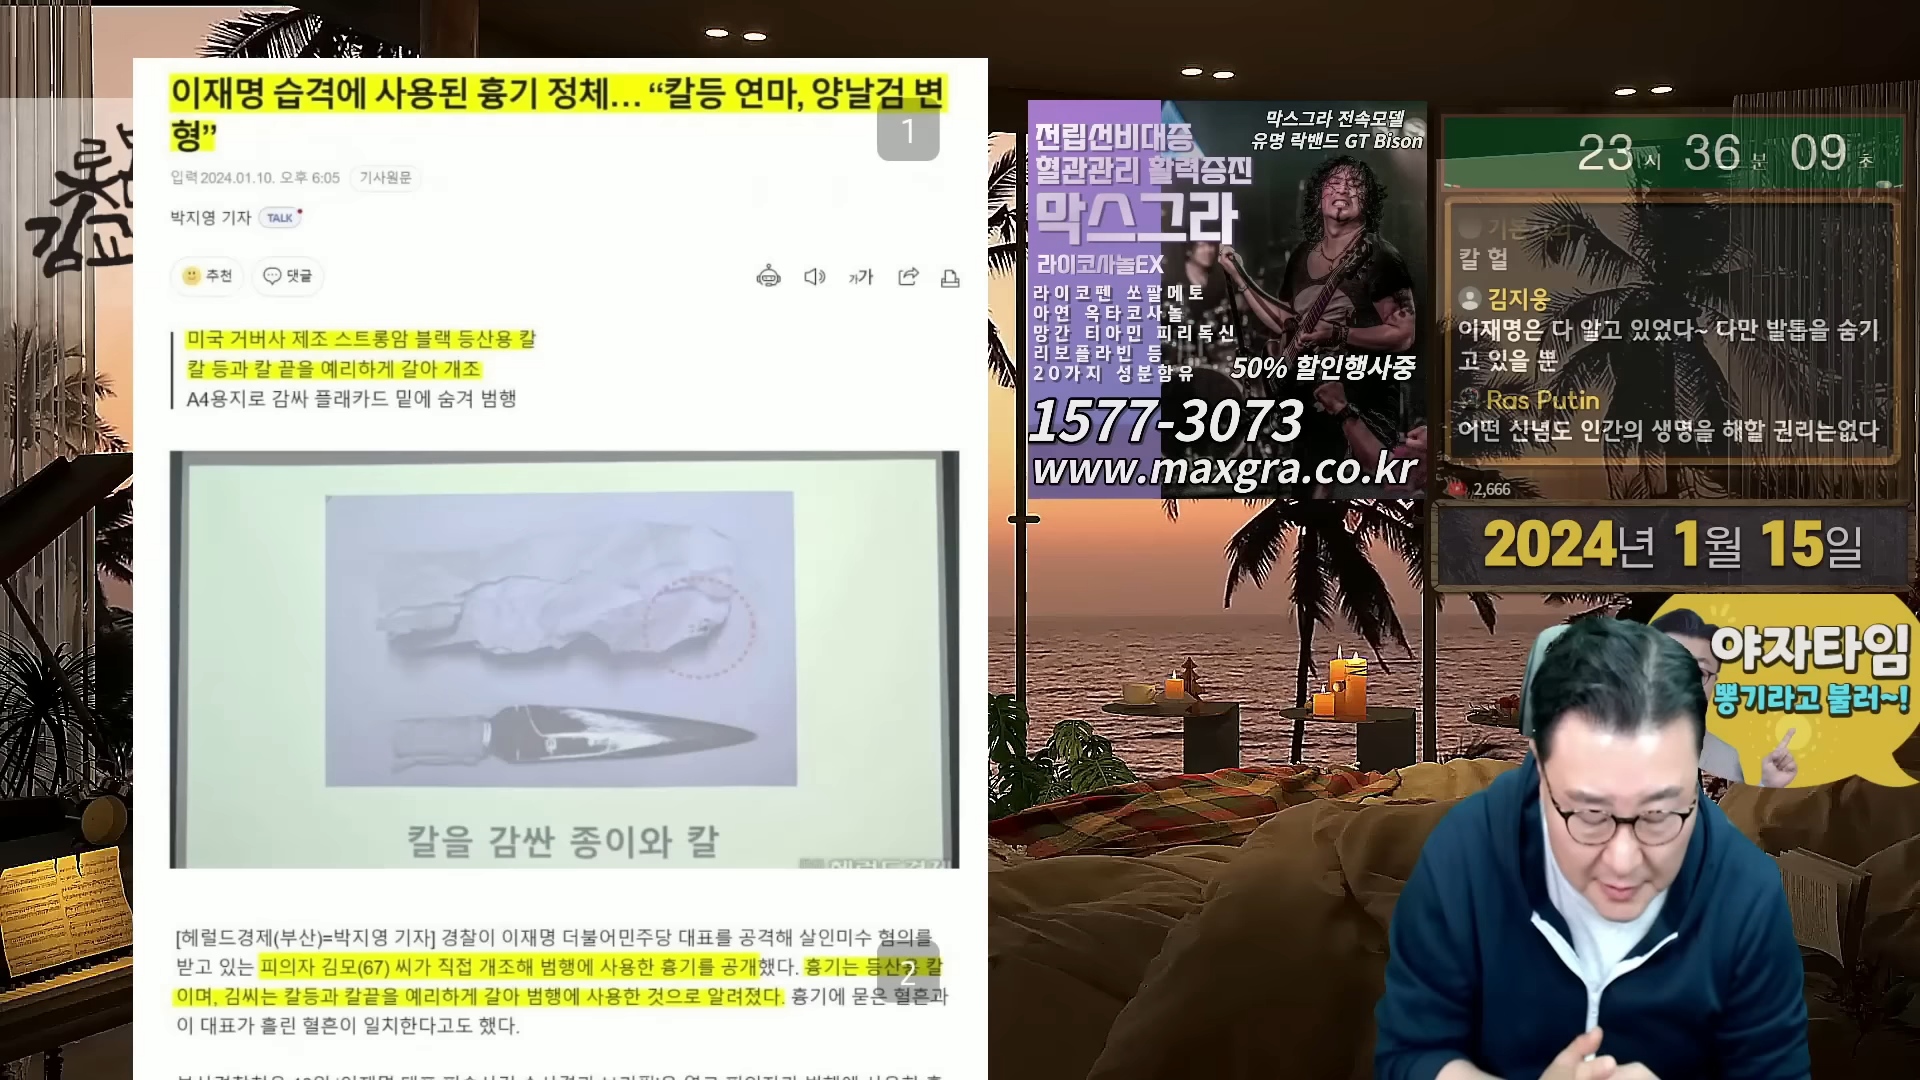 이재명 습격에 사용된 흉기 정체... “칼등 연마, 양날검 변
형”
1
입력 2024.01.10. 오후 6:05
기사원문
박지영 기자
TALK
추천
댓글
가가
미국 거버사 제조 스트롱암 블랙 등산용 칼
칼 등과 칼 끝을 예리하게 갈아 개조
A4용지로 감싸 플래카드 밑에 숨겨 범행
칼을 감싼 종이와 칼
[헤럴드경제(부산)=박지영 기자] 경찰이 이재명 더불어민주당 대표를 공격해 살인미수 혐의를
받고 있는 피의자 김모(67) 씨가 직접 개조해 범행에 사용한 흉기를 공개했다. 흉기는 등산용 칼
이며, 김씨는 칼등과 칼끝을 예리하게 갈아 범행에 사용한 것으로 알려졌다. 흉기에 묻은 혈흔과
이 대표가 흘린 혈흔이 일치한다고도 했다.
2
막스그라 전속모델
유명 락밴드 GT Bison
전립선비대증
혈관관리 활력증진
막스그라
라이코사놀EX
라이코펜 쏘팔메토
아연 옥타코사놀
망간 티아민 피리독신
리보플라빈 등
20가지 성분함유
50% 할인행사중
1577-3073
www.maxgra.co.kr
23시 36분 09초
칼 헐
김지웅
이재명은 다 알고 있었다~ 다만 발톱을 숨기
고 있을 뿐
Ras Putin
어떤 신념도 인간의 생명을 해할 권리는없다
2,666
2024년 1월 15일
야자타임
뽕기라고 불러~!